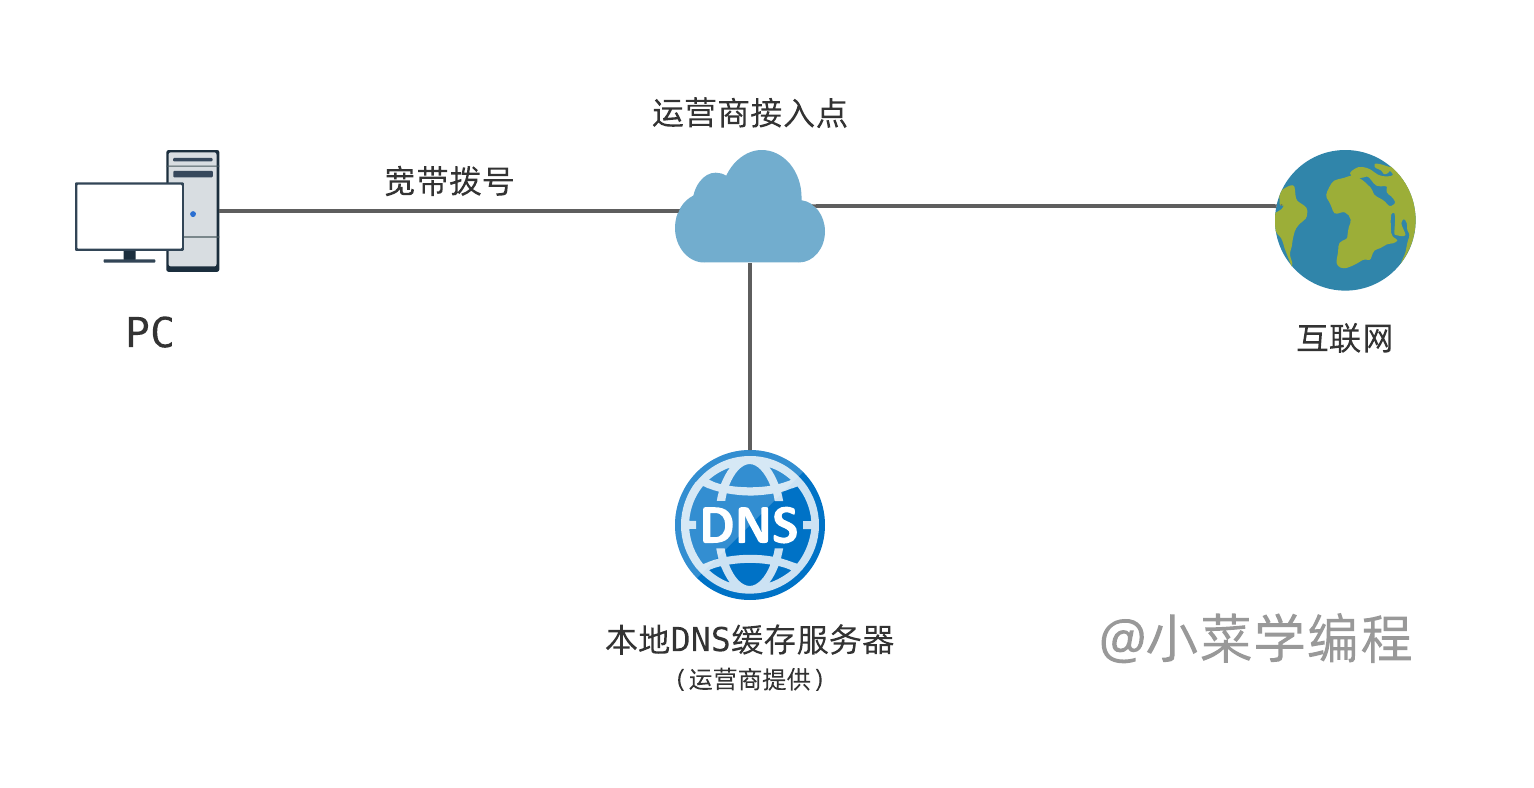 运营商接入点
宽带拨号
PC
互联网
DNS
本地DNS缓存服务器
(运营商提供)
@小菜学编程